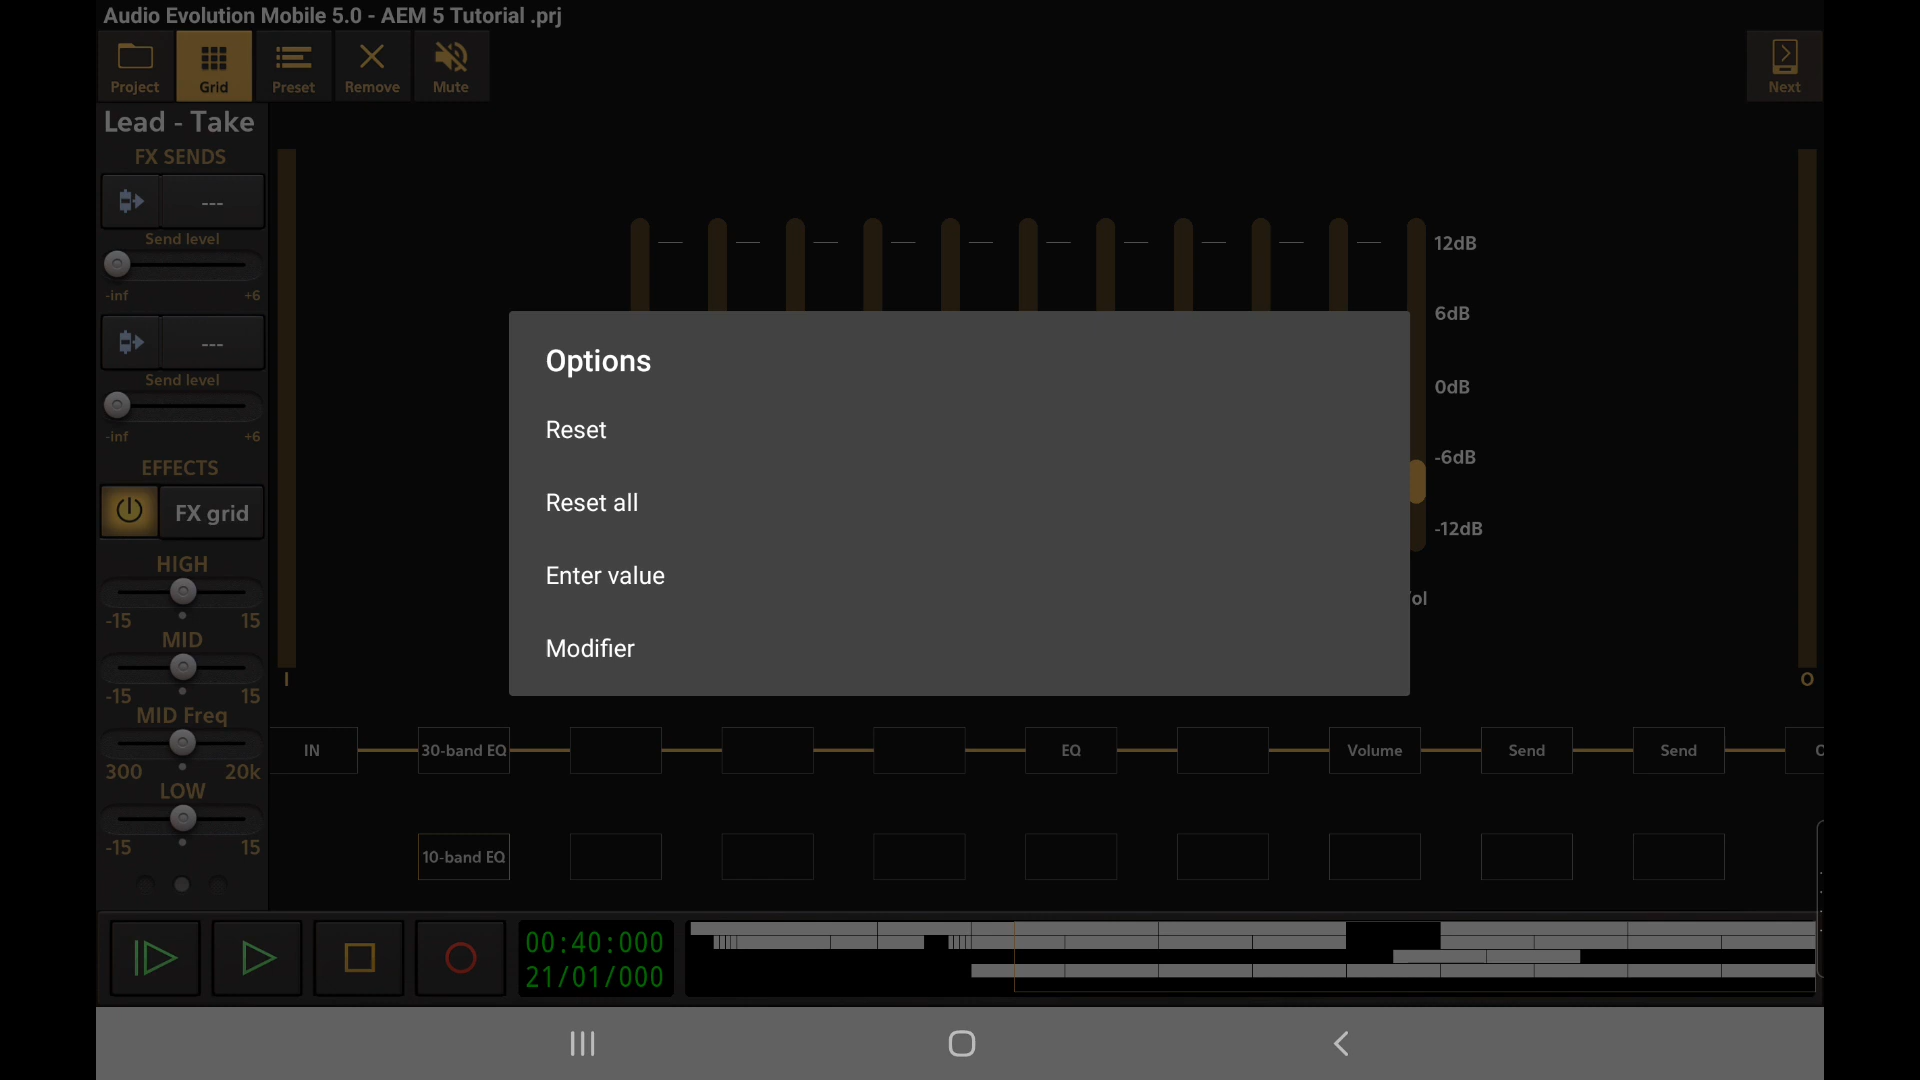 Audio Evolution Mobile 5.0 - AEM 5 Tutorial .prj
Project
Grid
Preset
Remove
Mute
Next
Lead - Take
FX SENDS
---
Send level
-inf +6
---
Send level
-inf +6
EFFECTS
FX grid
HIGH
-15 15
MID
-15 15
MID Freq
300 20k
LOW
-15 15
12dB
6dB
0dB
-6dB
-12dB
I
O
Options
Reset
Reset all
Enter value
Modifier
IN
30-band EQ
EQ
Volume
Send
Send
10-band EQ
00:40:000
21/01/000